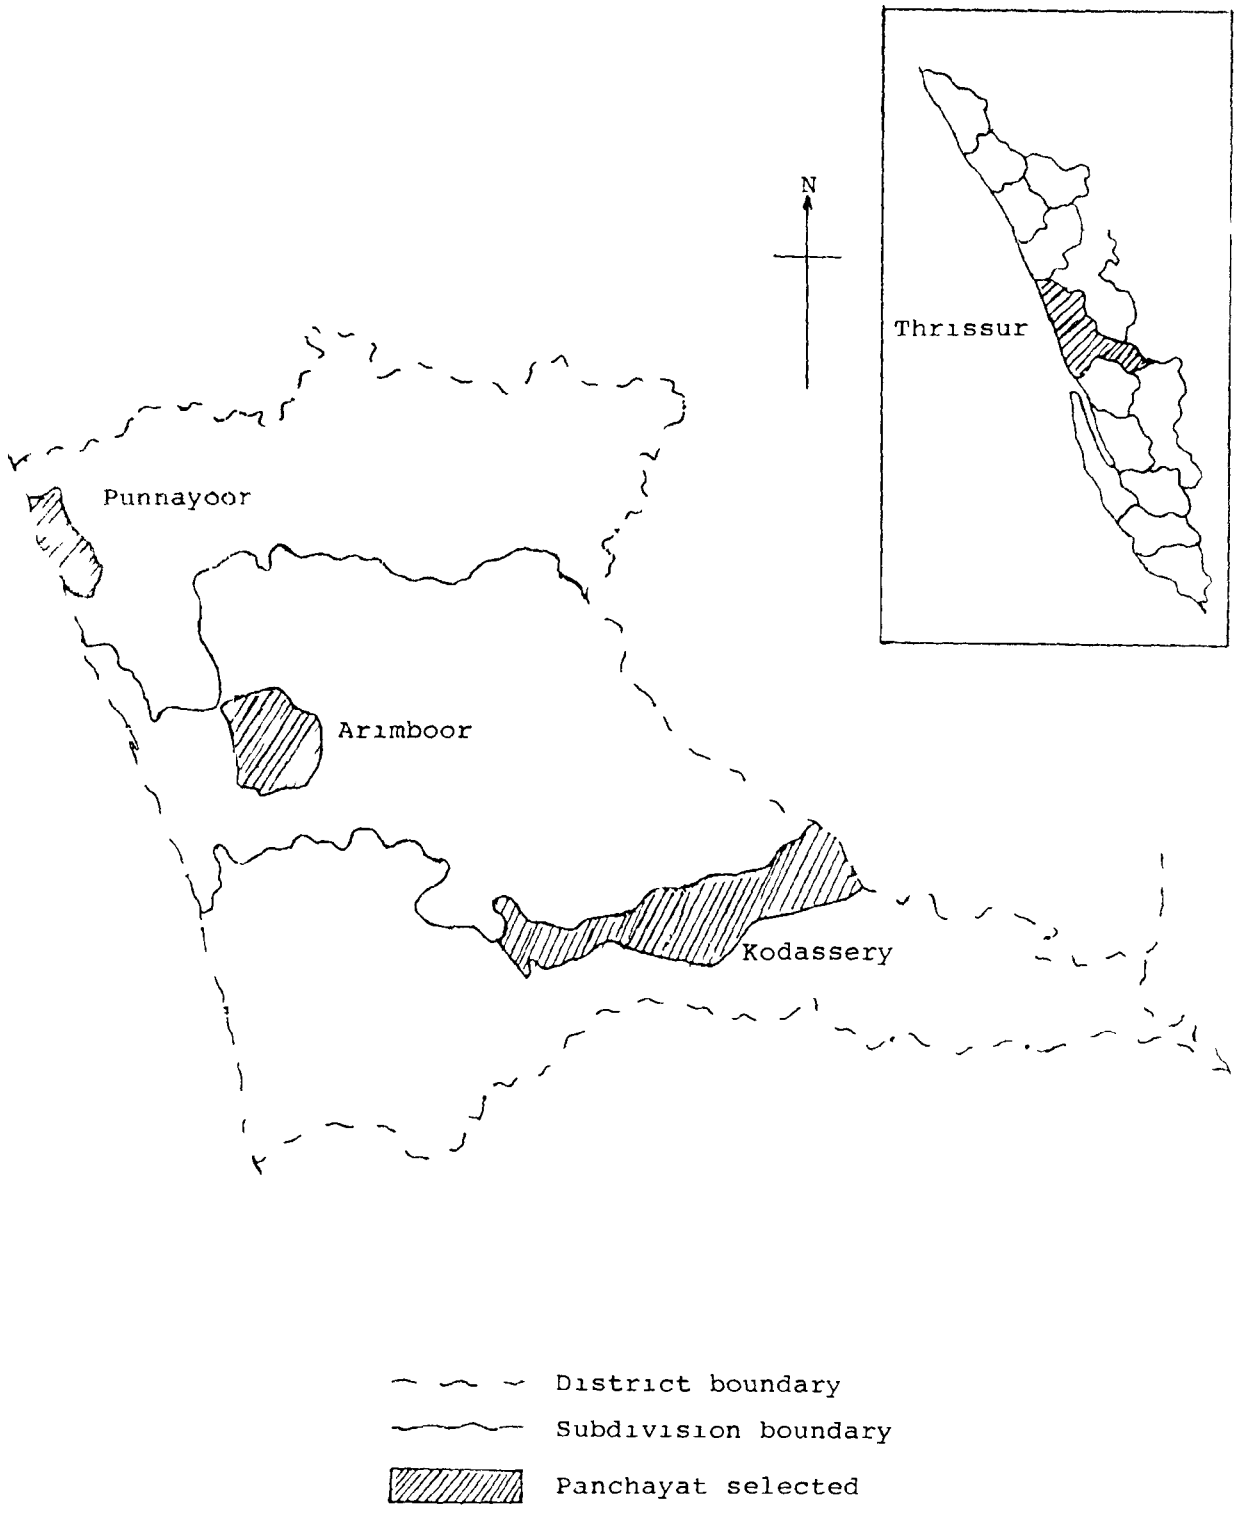 N
Thrissur
Punnayoor
Arimboor
Kodassery
District boundary
Subdivision boundary
Panchayat selected